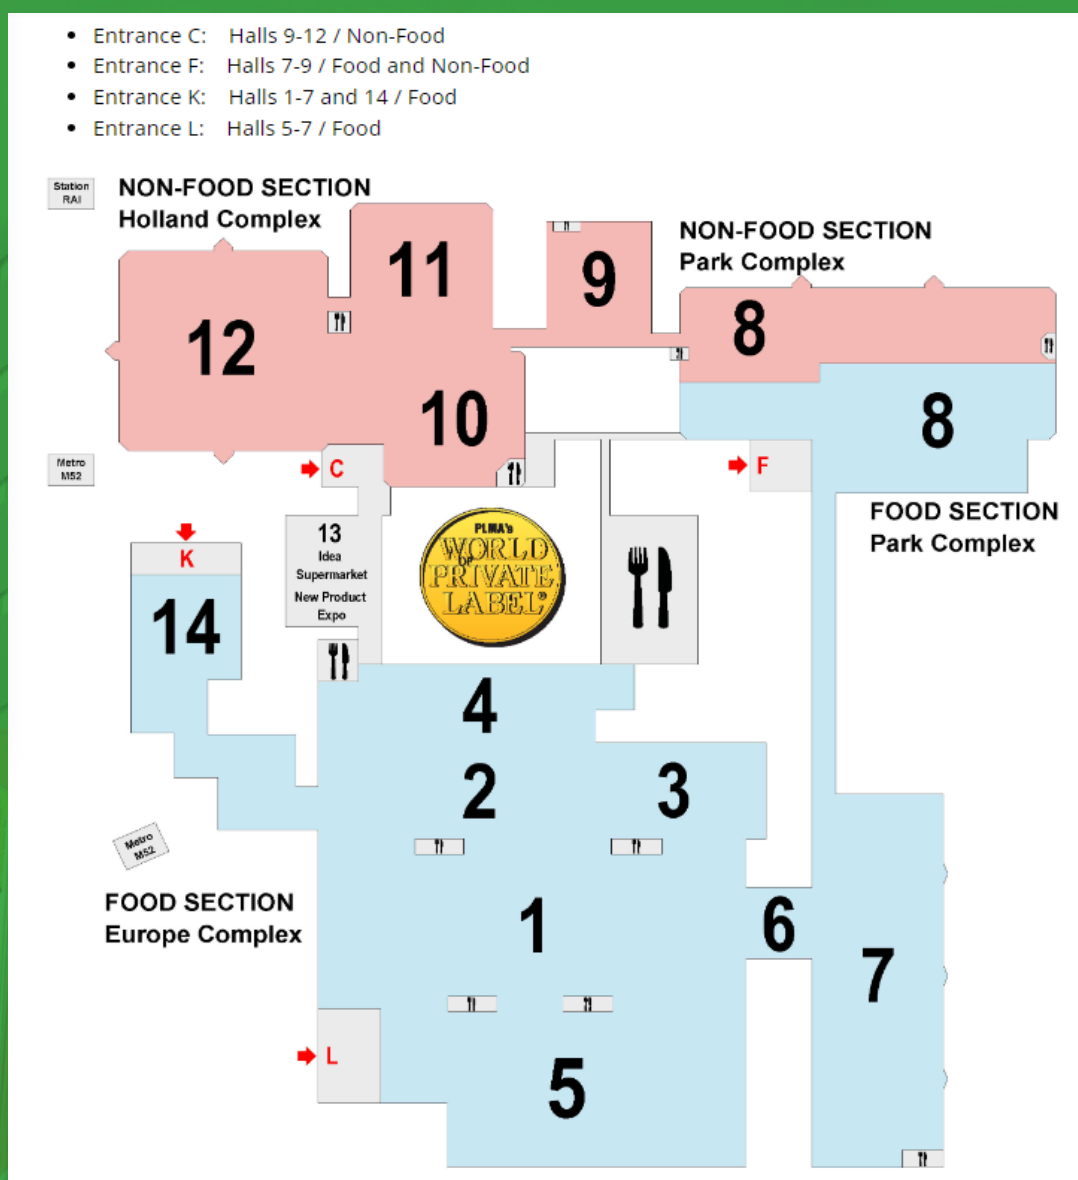 Entrance C: Halls 9-12 / Non-Food
Entrance F: Halls 7-9 / Food and Non-Food
Entrance K: Halls 1-7 and 14 / Food
Entrance L: Halls 5-7 / Food
Station
RAI
NON-FOOD SECTION
Holland Complex
NON-FOOD SECTION
Park Complex
11
9
8
12
10
8
Metro
M52
C
F
FOOD SECTION
Park Complex
K
13
Idea
Supermarket
New Product
Expo
PLMA's
WORLD
OF
PRIVATE
LABEL®
14
4
2
3
Metro
M52
FOOD SECTION
Europe Complex
1
6
7
L
5